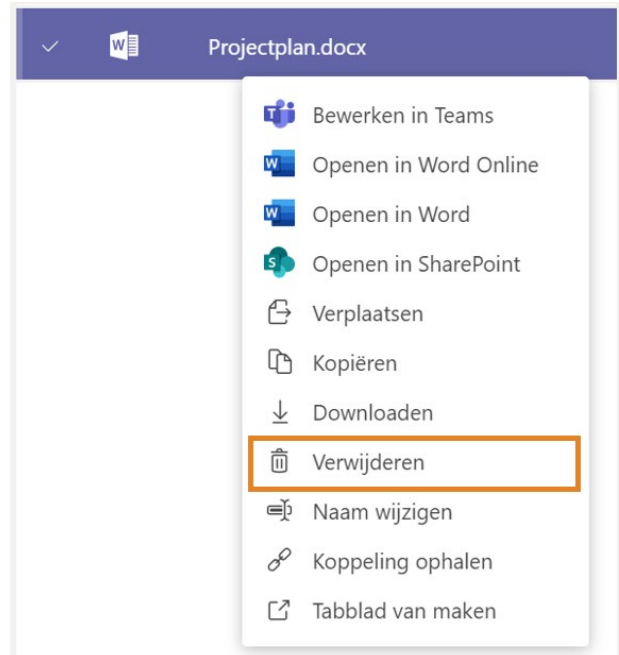 Projectplan.docx
Bewerken in Teams
Openen in Word Online
Openen in Word
Openen in SharePoint
Verplaatsen
Kopiëren
Downloaden
Verwijderen
Naam wijzigen
Koppeling ophalen
Tabblad van maken